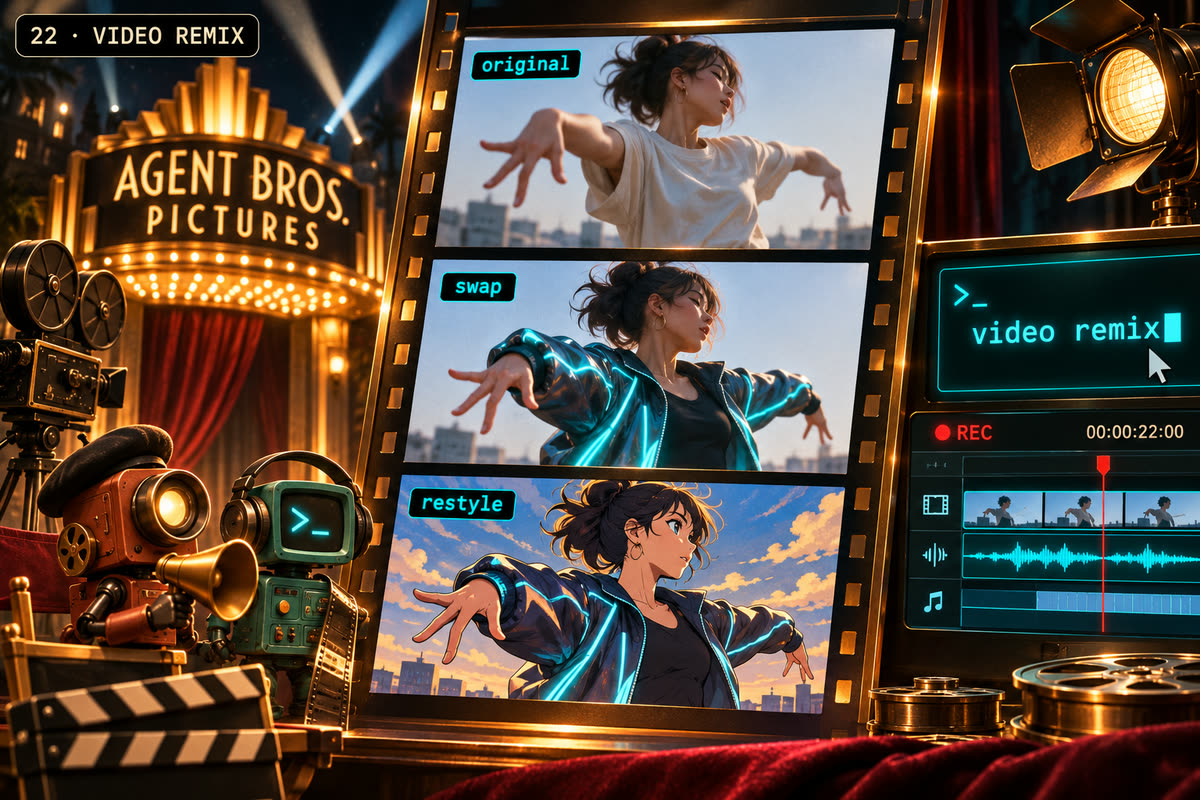 22 · VIDEO REMIX
AGENT BROS.
PICTURES
original
swap
restyle
>_
video remix
REC
00:00:22:00
>_